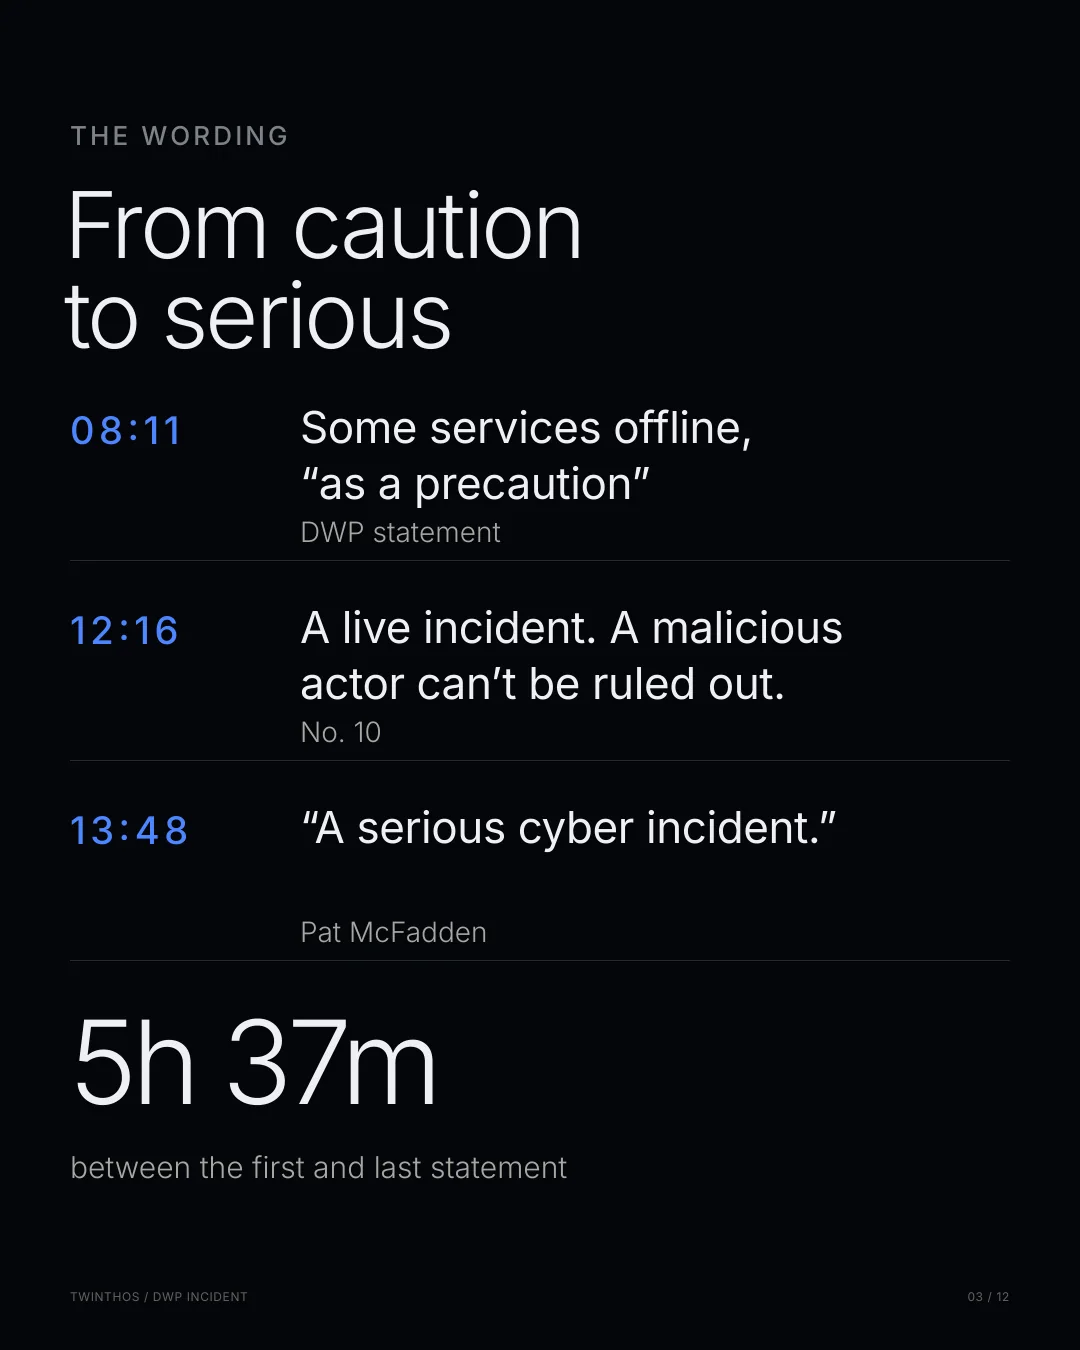 THE WORDING
From caution
to serious
08:11
Some services offline,
“as a precaution”
DWP statement
12:16
A live incident. A malicious
actor can’t be ruled out.
No. 10
13:48
“A serious cyber incident.”
Pat McFadden
5h 37m
between the first and last statement
TWINTHOS / DWP INCIDENT
03 / 12